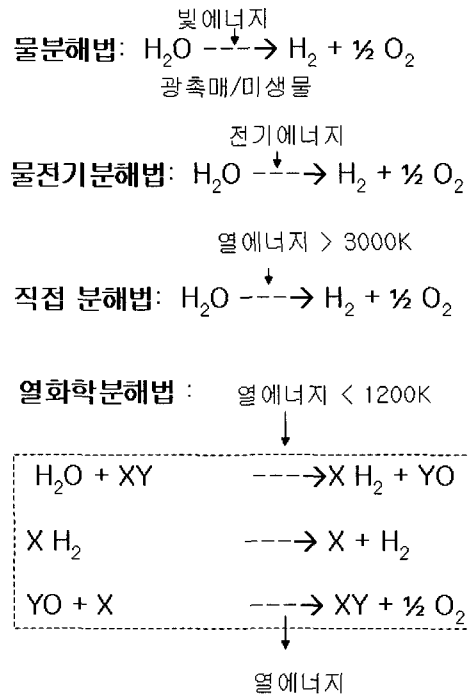 빛에너지
물분해법: H₂O ---→ H₂ + ½ O₂
광촉매/미생물
전기에너지
물전기분해법: H₂O ---→ H₂ + ½ O₂
열에너지 > 3000K
직접 분해법: H₂O ---→ H₂ + ½ O₂
열화학분해법 : 열에너지 < 1200K
H₂O + XY ---→ X H₂ + YO
X H₂ ---→ X + H₂
YO + X ---→ XY + ½ O₂
열에너지